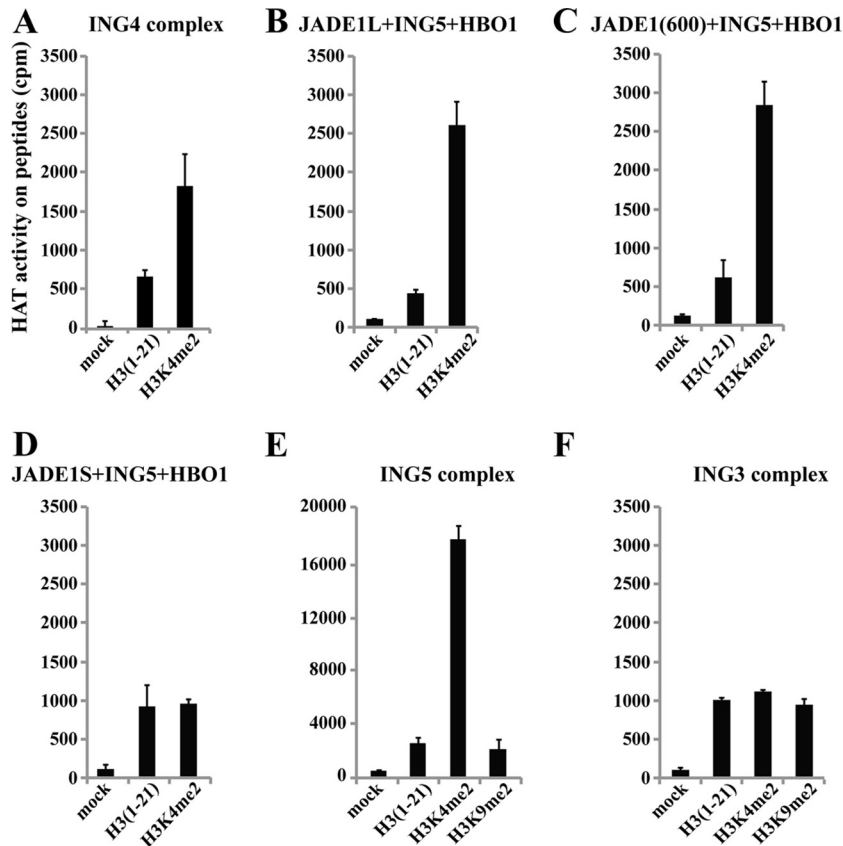 A
ING4 complex
HAT activity on peptides (cpm)
3500
3000
2500
2000
1500
1000
500
0
mock
H3(1-21)
H3K4me2
B
JADE1L+ING5+HBO1
3500
3000
2500
2000
1500
1000
500
0
mock
H3(1-21)
H3K4me2
C
JADE1(600)+ING5+HBO1
3500
3000
2500
2000
1500
1000
500
0
mock
H3(1-21)
H3K4me2
D
JADE1S+ING5+HBO1
3500
3000
2500
2000
1500
1000
500
0
mock
H3(1-21)
H3K4me2
E
ING5 complex
20000
16000
12000
18000
4000
0
mock
H3(1-21)
H3K4me2
H3K9me2
F
ING3 complex
3500
3000
2500
2000
1500
1000
500
0
mock
H3(1-21)
H3K4me2
H3K9me2